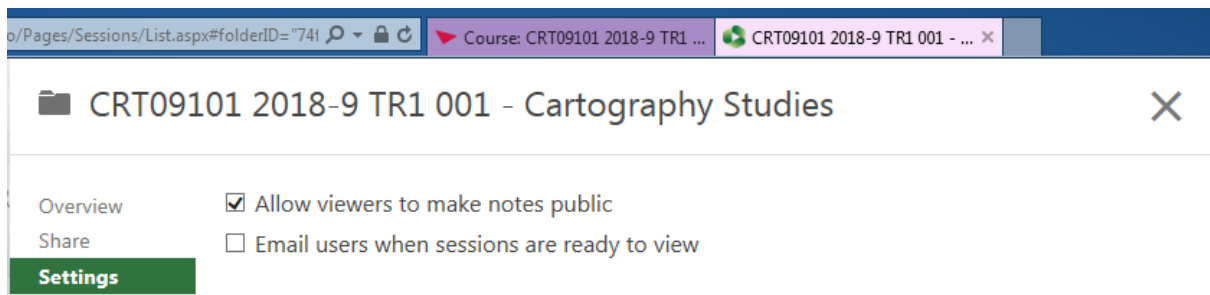 o/Pages/Sessions/List.aspx#folderID="74f
Course: CRT09101 2018-9 TR1 ...
CRT09101 2018-9 TR1 001 - ...
CRT09101 2018-9 TR1 001 - Cartography Studies
Overview
Share
Settings
Allow viewers to make notes public
Email users when sessions are ready to view